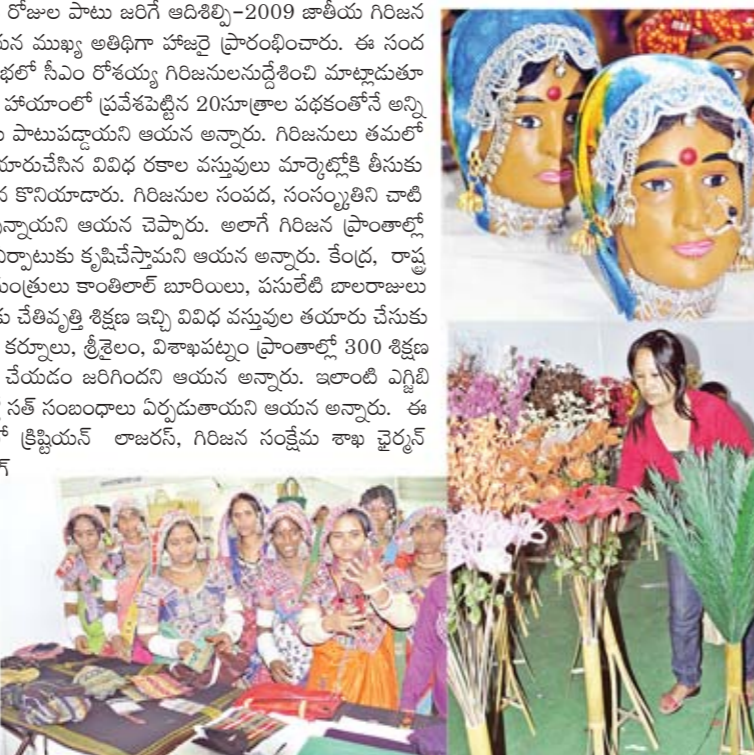 రోజుల పాటు జరిగే ఆదిశిల్పి-2009 జాతీయ గిరిజన
యన ముఖ్య అతిథిగా హాజరై ప్రారంభించారు. ఈ సంద
భలో సీఎం రోశయ్య గిరిజనులనుద్దేశించి మాట్లాడుతూ
హాయాంలో ప్రవేశపెట్టిన 20సూత్రాల పథకంతోనే అన్ని
పాటుపడ్డాయని ఆయన అన్నారు. గిరిజనులు తమలో
యారుచేసిన వివిధ రకాల వస్తువులు మార్కెట్లోకి తీసుకు
న కొనియాడారు. గిరిజనుల సంపద, సంస్కృతిని చాటి
న్నాయని ఆయన చెప్పారు. అలాగే గిరిజన ప్రాంతాల్లో
ర్పాటుకు కృషిచేస్తామని ఆయన అన్నారు. కేంద్ర, రాష్ట్ర
మంత్రులు కాంతిలాల్ బూరియిలు, పసులేటి బాలరాజులు
కు చేతివృత్తి శిక్షణ ఇచ్చి వివిధ వస్తువుల తయారు చేసుకు
కర్నూలు, శ్రీశైలం, విశాఖపట్నం ప్రాంతాల్లో 300 శిక్షణ
చేయడం జరిగిందని ఆయన అన్నారు. ఇలాంటి ఎగ్జిబి
సత్ సంబంధాలు ఏర్పడుతాయని ఆయన అన్నారు. ఈ
లో క్రిష్టియన్ లాజరస్, గిరిజన సంక్షేమ శాఖ ఛైర్మన్
గ్